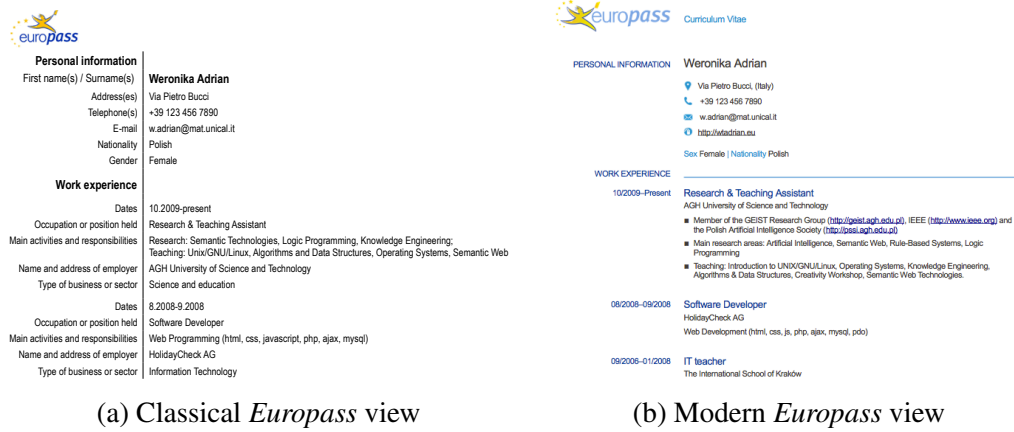 europass
Personal information
First name(s) / Surname(s) Weronika Adrian
Address(es) Via Pietro Bucci
Telephone(s) +39 123 456 7890
E-mail w.adrian@mat.unical.it
Nationality Polish
Gender Female
Work experience
Dates 10.2009-present
Occupation or position held Research & Teaching Assistant
Main activities and responsibilities Research: Semantic Technologies, Logic Programming, Knowledge Engineering;
Teaching: Unix/GNU/Linux, Algorithms and Data Structures, Operating Systems, Semantic Web
Name and address of employer AGH University of Science and Technology
Type of business or sector Science and education
Dates 8.2008-9.2008
Occupation or position held Software Developer
Main activities and responsibilities Web Programming (html, css, javascript, php, ajax, mysql)
Name and address of employer HolidayCheck AG
Type of business or sector Information Technology
(a) Classical Europass view
europass Curriculum Vitae
PERSONAL INFORMATION Weronika Adrian
Via Pietro Bucci, (Italy)
+39 123 456 7890
w.adrian@mat.unical.it
http://wtadrian.eu
Sex Female | Nationality Polish
WORK EXPERIENCE
10/2009–Present Research & Teaching Assistant
AGH University of Science and Technology
■ Member of the GEIST Research Group (http://geist.agh.edu.pl), IEEE (http://www.ieee.org) and
the Polish Artificial Intelligence Society (http://pssi.agh.edu.pl)
■ Main research areas: Artificial Intelligence, Semantic Web, Rule-Based Systems, Logic
Programming
■ Teaching: Introduction to UNIX/GNU/Linux, Operating Systems, Knowledge Engineering,
Algorithms & Data Structures, Creativity Workshop, Semantic Web Technologies.
08/2008–09/2008 Software Developer
HolidayCheck AG
Web Development (html, css, js, php, ajax, mysql, pdo)
09/2006–01/2008 IT teacher
The International School of Kraków
(b) Modern Europass view